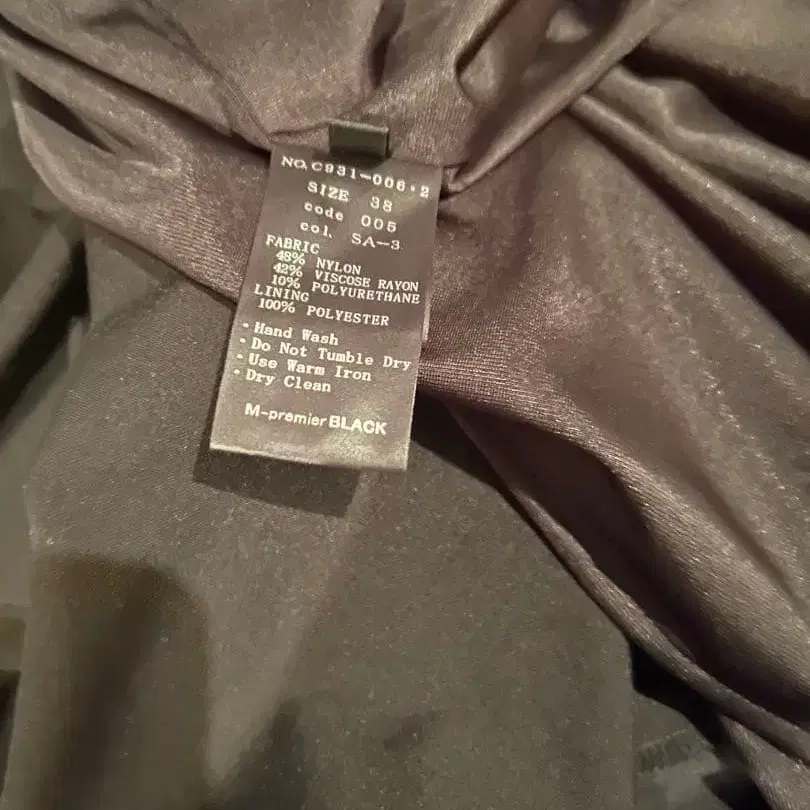 NO.C931-006-2
SIZE 38
code 005
col. SA-3
FABRIC
48% NYLON
42% VISCOSE RAYON
10% POLYURETHANE
LINING
100% POLYESTER
• Hand Wash
• Do Not Tumble Dry
• Use Warm Iron
• Dry Clean
M-premier BLACK